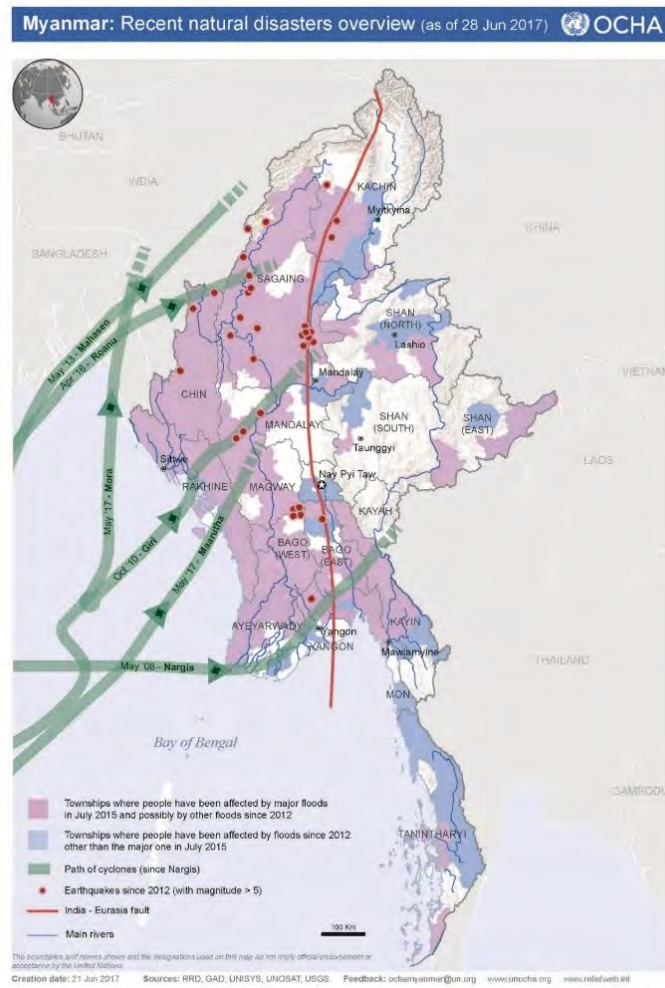 Myanmar: Recent natural disasters overview (as of 28 Jun 2017) OCHA
BHUTAN
INDIA
KACHIN
Myitkyina
CHINA
BANGLADESH
SAGAING
SHAN
(NORTH)
Lashio
May '13 - Mahasen
Apr '16 - Roanu
VIETNAM
Mandalay
CHIN
MANDALAY
SHAN
(SOUTH)
SHAN
(EAST)
Taunggyi
LAOS
Sittwe
Nay Pyi Taw
RAKHINE
MAGWAY
KAYAH
May '17 - Mora
Oct '10 - Giri
May '17 - Maarutha
BAGO
(WEST)
BAGO
(EAST)
AYEYARWADY
Yangon
YANGON
KAYIN
Mawlamyine
May '08 - Nargis
THAILAND
MON
Bay of Bengal
CAMBODI
TANINTHARYI
Townships where people have been affected by major floods
in July 2015 and possibly by other floods since 2012
Townships where people have been affected by floods since 2012
other than the major one in July 2015
Path of cyclones (since Nargis)
Earthquakes since 2012 (with magnitude > 5)
India - Eurasia fault
Main rivers
100 Km
The boundaries and names shown and the designations used on this map do not imply official endorsement or
acceptance by the United Nations.
Creation date: 21 Jun 2017 Sources: RRD, GAD, UNISYS, UNOSAT, USGS. Feedback: ochamyanmar@un.org www.unocha.org www.reliefweb.int